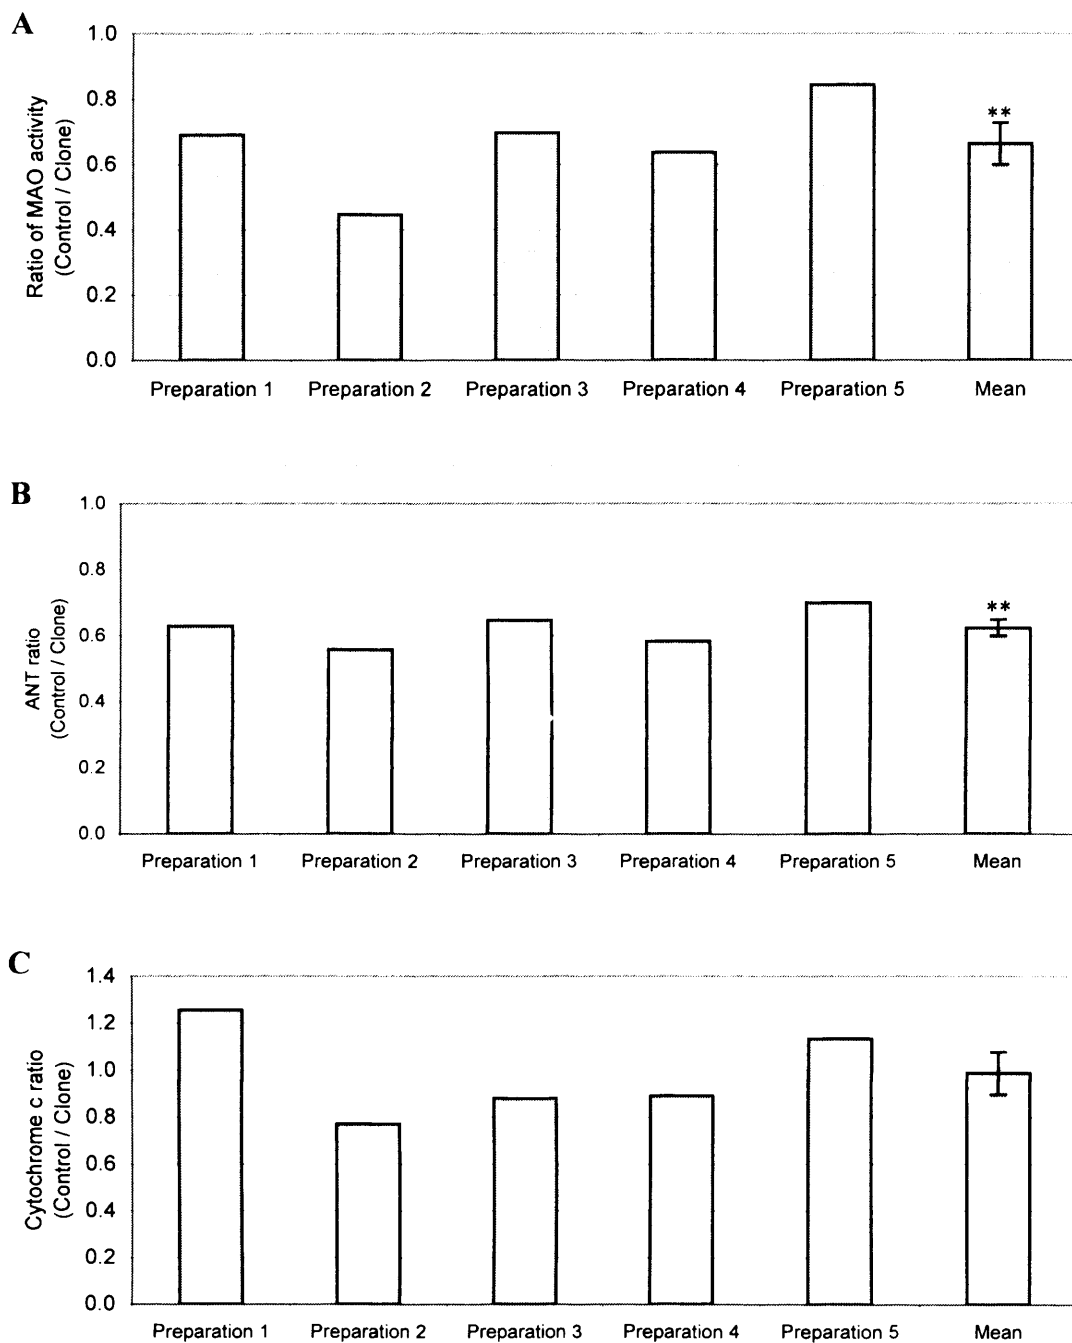 A
Ratio of MAO activity
(Control / Clone)
1.0
0.8
0.6
0.4
0.2
0.0
**
Preparation 1 Preparation 2 Preparation 3 Preparation 4 Preparation 5 Mean
B
ANT ratio
(Control / Clone)
1.0
0.8
0.6
0.4
0.2
0.0
**
Preparation 1 Preparation 2 Preparation 3 Preparation 4 Preparation 5 Mean
C
Cytochrome c ratio
(Control / Clone)
1.4
1.2
1.0
0.8
0.6
0.4
0.2
0.0
Preparation 1 Preparation 2 Preparation 3 Preparation 4 Preparation 5 Mean